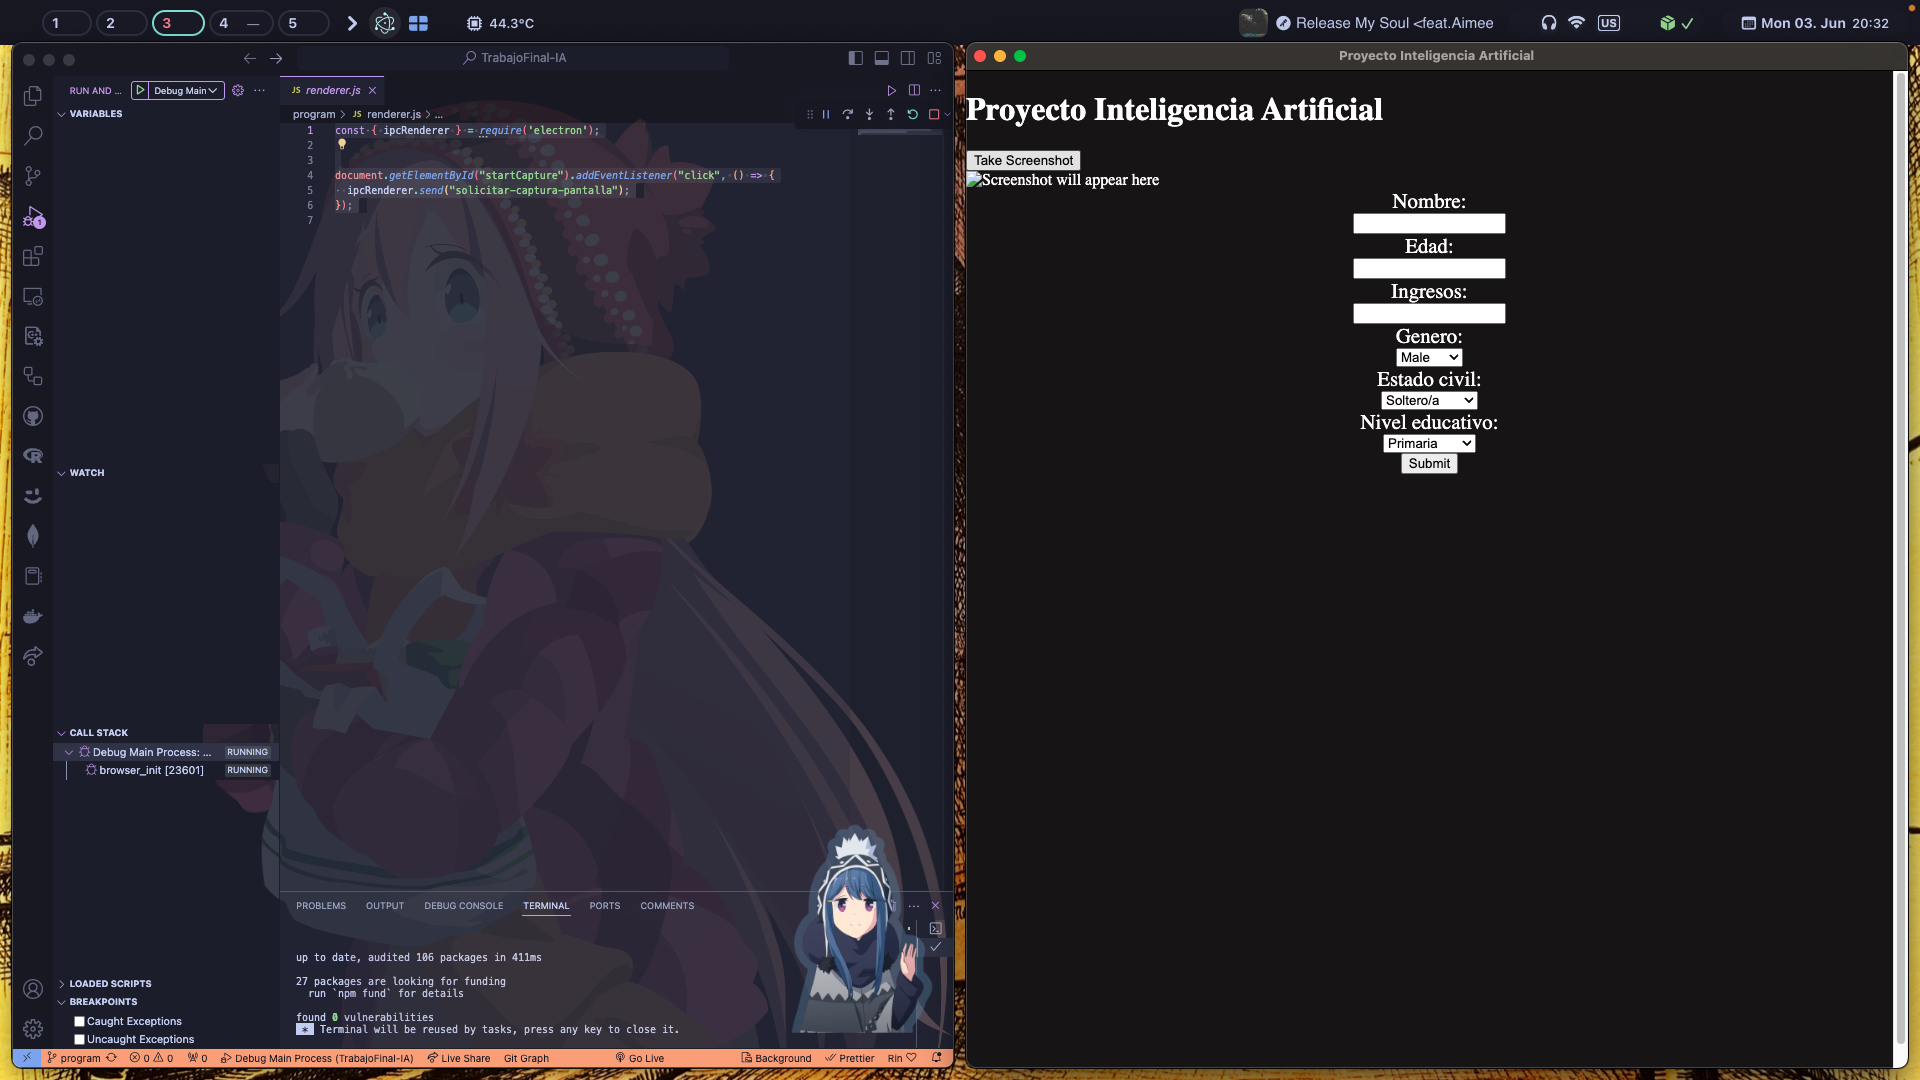 1
2
3
4
5
44.3°C
Release My Soul <feat.Aimee
US
Mon 03. Jun 20:32
TrabajoFinal-IA
RUN AND ...
Debug Main
JS renderer.js
program > JS renderer.js > ...
VARIABLES
1 const { ipcRenderer } = require('electron');
2
3
4 document.getElementById("startCapture").addEventListener("click", () => {
5 ipcRenderer.send("solicitar-captura-pantalla");
6 });
7
WATCH
CALL STACK
Debug Main Process: ... RUNNING
browser_init [23601] RUNNING
LOADED SCRIPTS
BREAKPOINTS
Caught Exceptions
Uncaught Exceptions
PROBLEMS OUTPUT DEBUG CONSOLE TERMINAL PORTS COMMENTS
up to date, audited 106 packages in 411ms
27 packages are looking for funding
run `npm fund` for details
found 0 vulnerabilities
* Terminal will be reused by tasks, press any key to close it.
program 0 0 0 Debug Main Process (TrabajoFinal-IA) Live Share Git Graph Go Live Background Prettier Rin
Proyecto Inteligencia Artificial
Proyecto Inteligencia Artificial
Take Screenshot
Screenshot will appear here
Nombre:
Edad:
Ingresos:
Genero:
Male
Estado civil:
Soltero/a
Nivel educativo:
Primaria
Submit